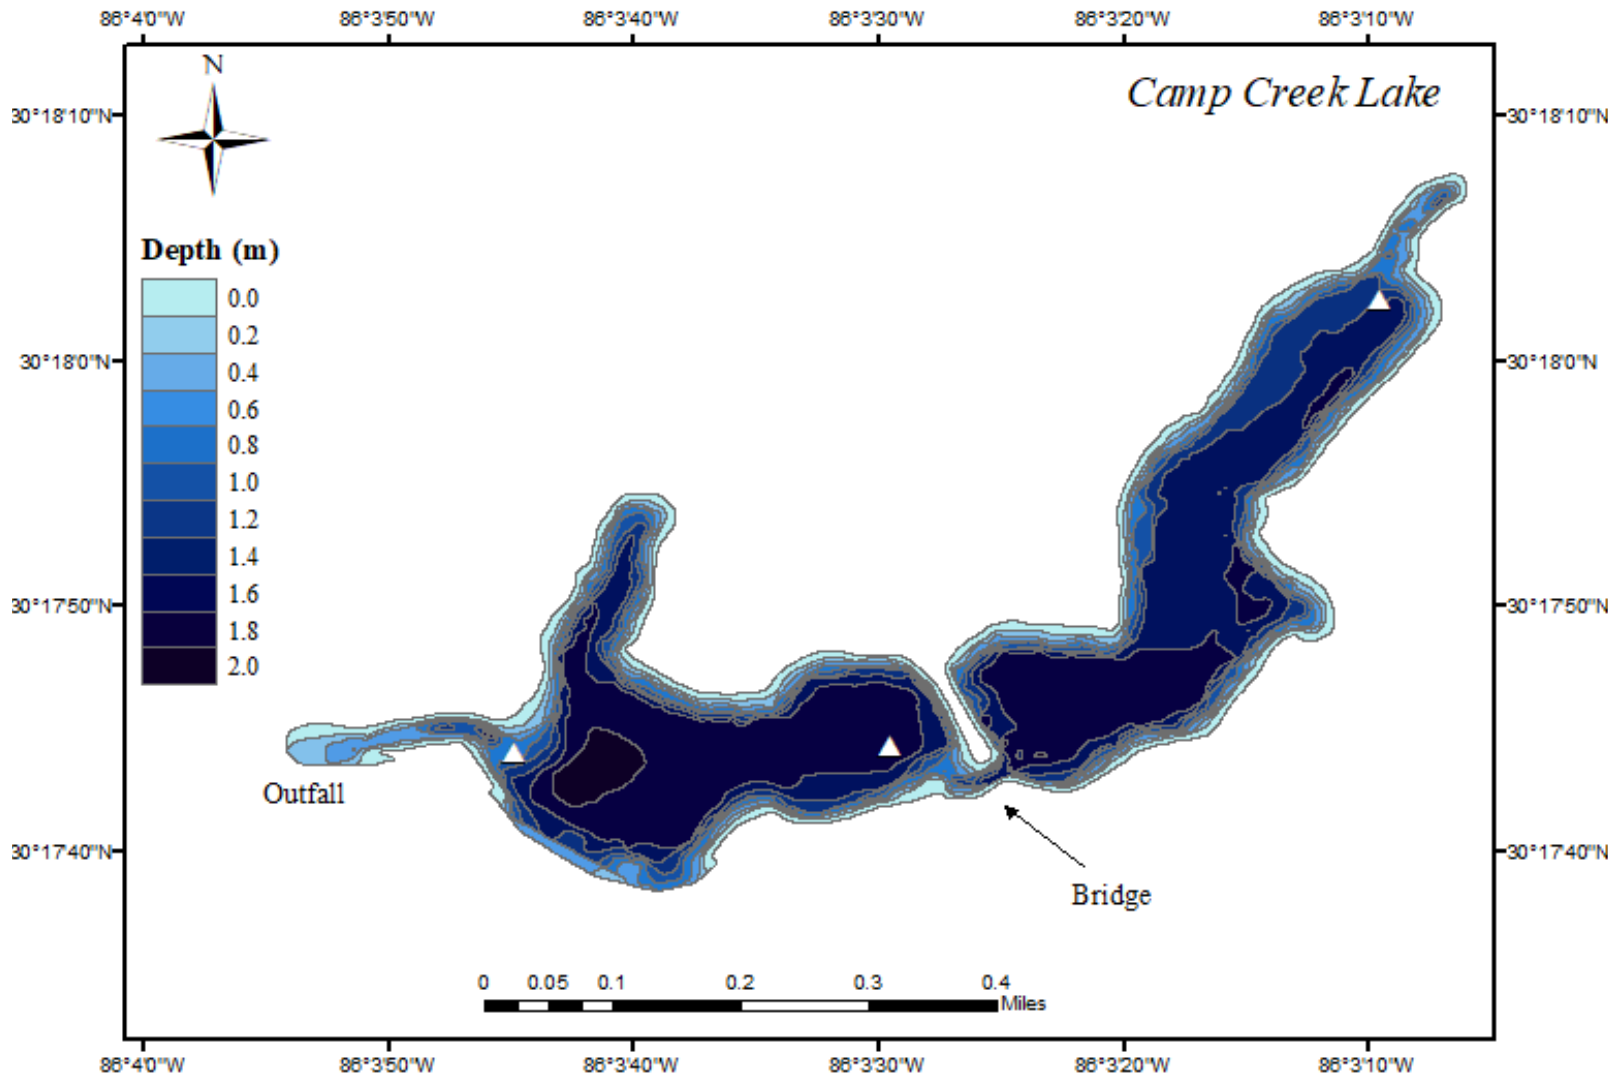 86°4'0"W 86°3'50"W 86°3'40"W 86°3'30"W 86°3'20"W 86°3'10"W
N
Camp Creek Lake
30°18'10"N 30°18'10"N
Depth (m)
0.0
0.2
30°18'0"N 30°18'0"N
0.4
0.6
0.8
1.0
1.2
1.4
1.6
30°17'50"N 30°17'50"N
1.8
2.0
Outfall
30°17'40"N 30°17'40"N
Bridge
0 0.05 0.1 0.2 0.3 0.4
Miles
86°4'0"W 86°3'50"W 86°3'40"W 86°3'30"W 86°3'20"W 86°3'10"W